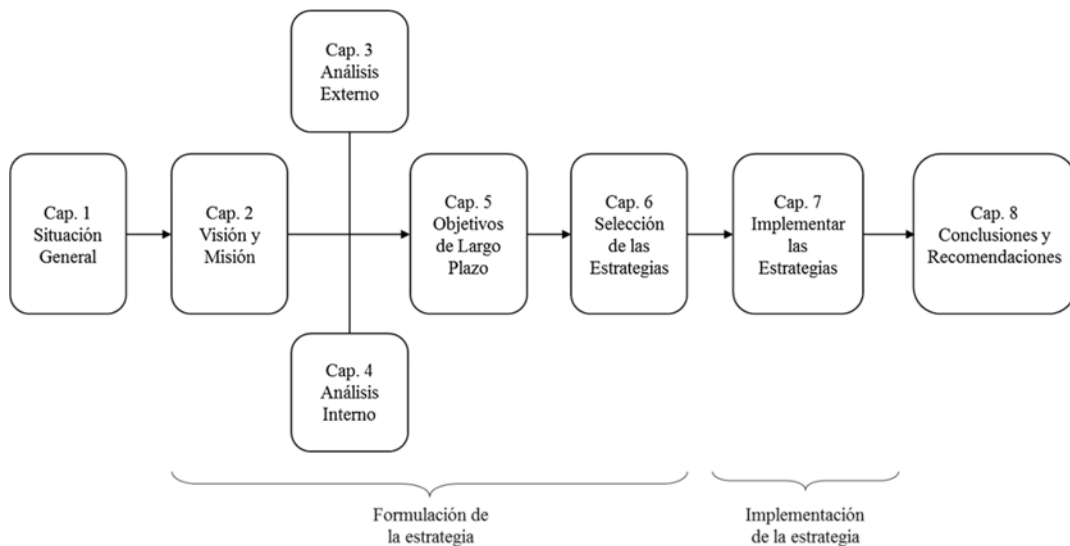 Cap. 1
Situación
General
Cap. 2
Visión y
Misión
Cap. 3
Análisis
Externo
Cap. 4
Análisis
Interno
Cap. 5
Objetivos
de Largo
Plazo
Cap. 6
Selección
de las
Estrategias
Cap. 7
Implementar
las
Estrategias
Cap. 8
Conclusiones y
Recomendaciones
Formulación de
la estrategia
Implementación
de la estrategia